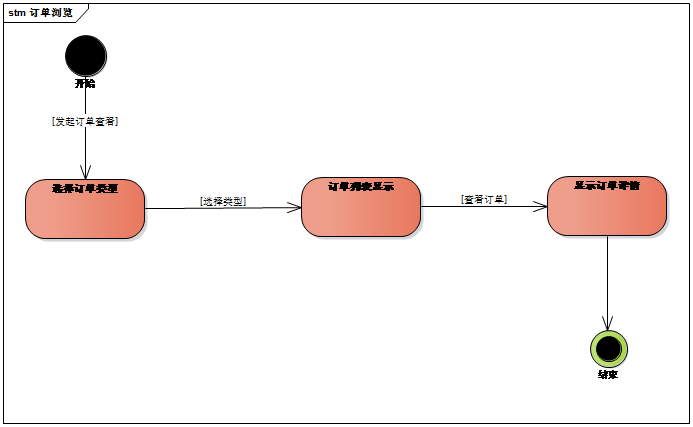 stm 订单浏览
开始
[发起订单查看]
选择订单类型
[选择类型]
订单列表显示
[查看订单]
显示订单详情
结束